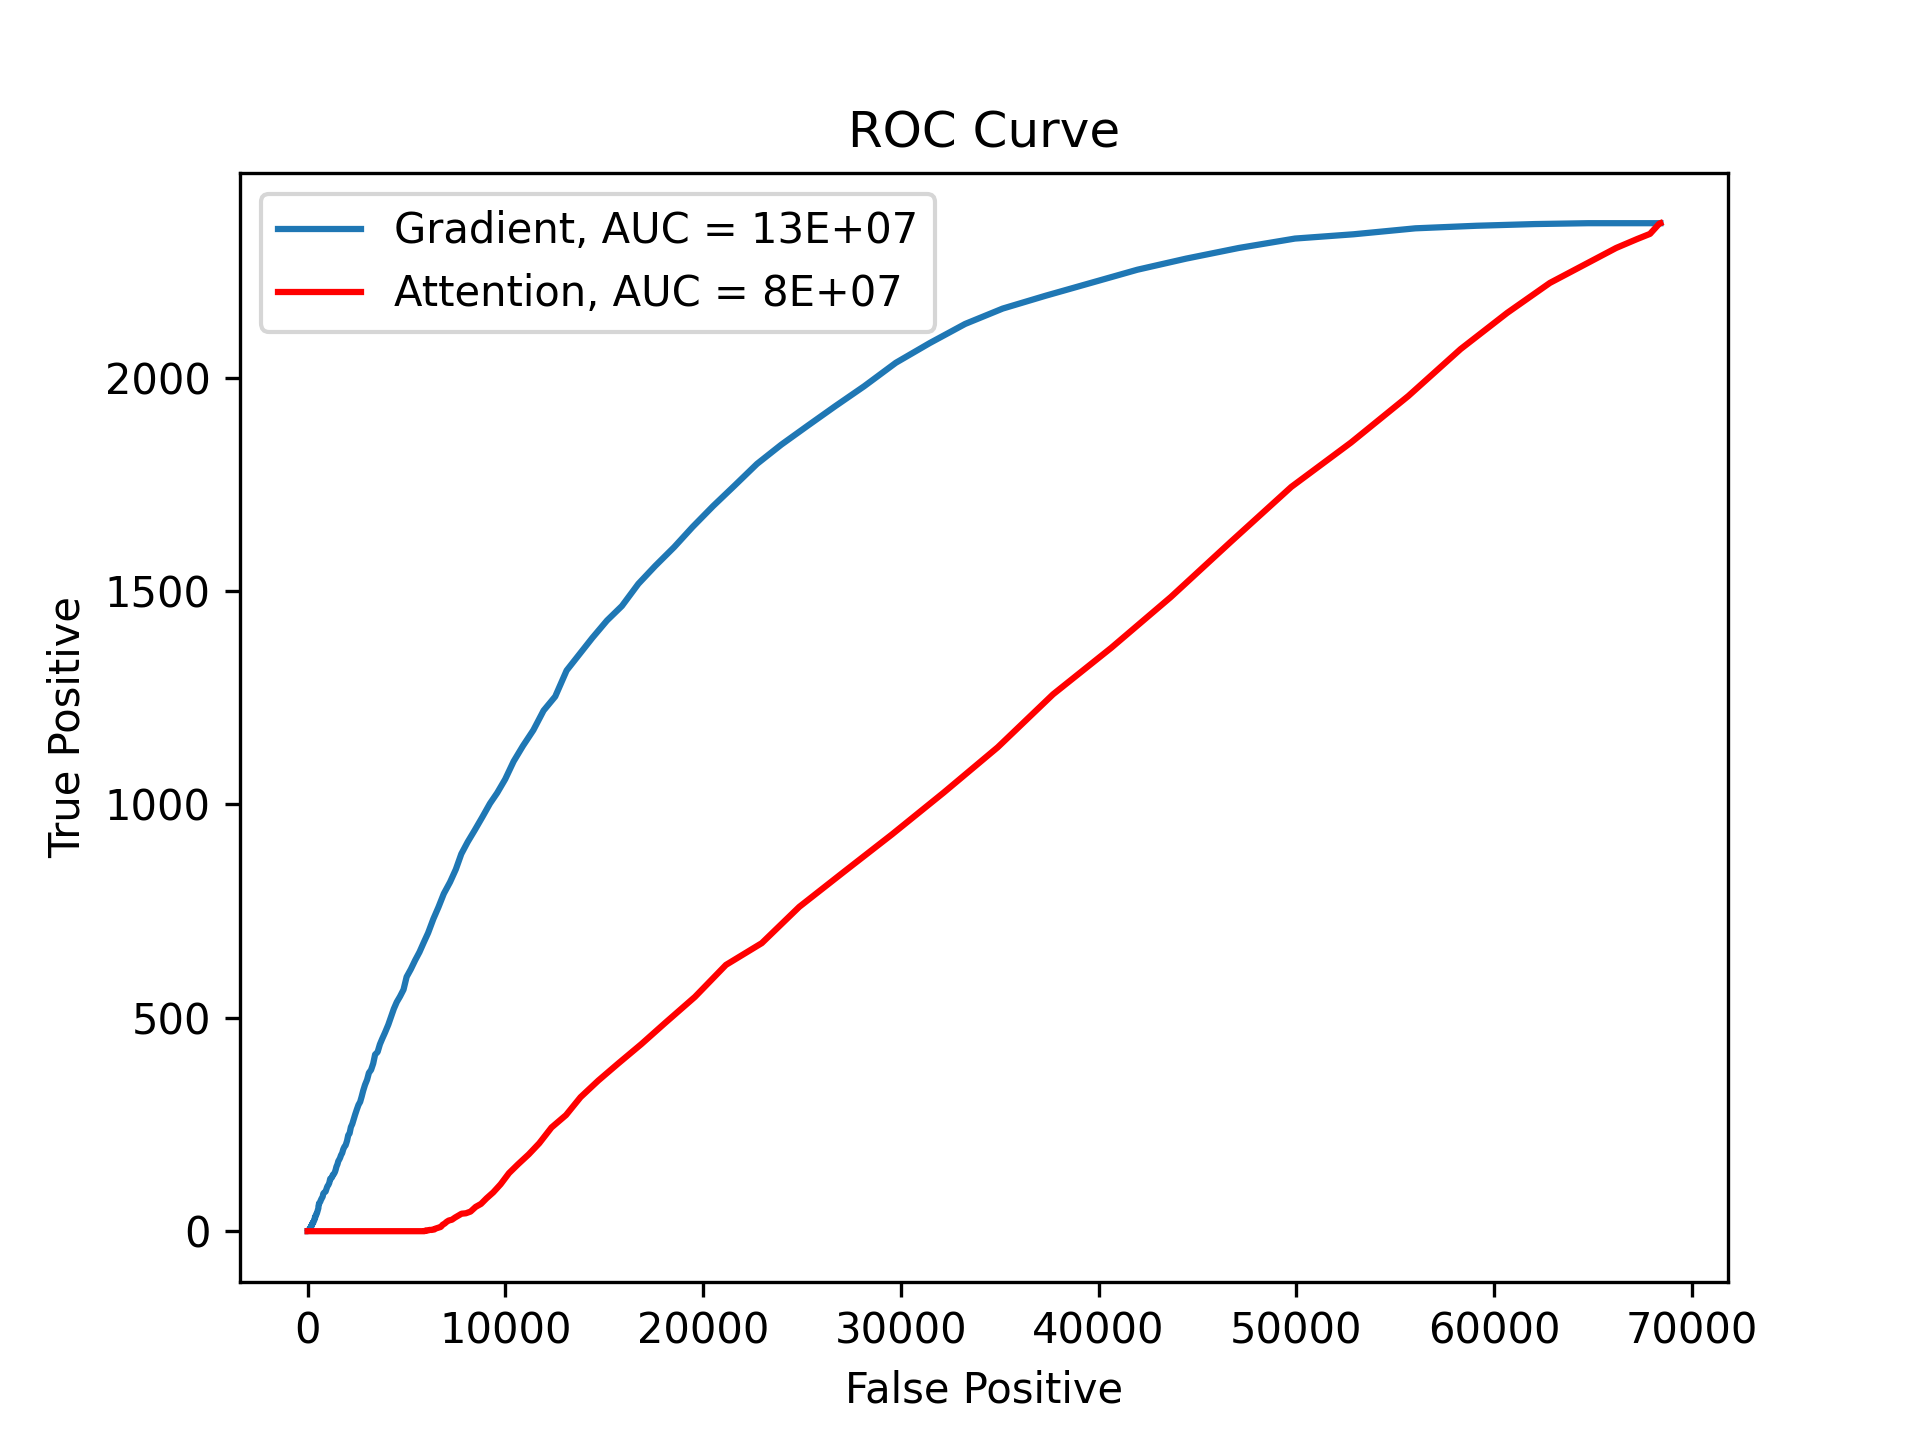 ROC Curve
Gradient, AUC = 13E+07
Attention, AUC = 8E+07
True Positive
2000
1500
1000
500
0
0 10000 20000 30000 40000 50000 60000 70000
False Positive